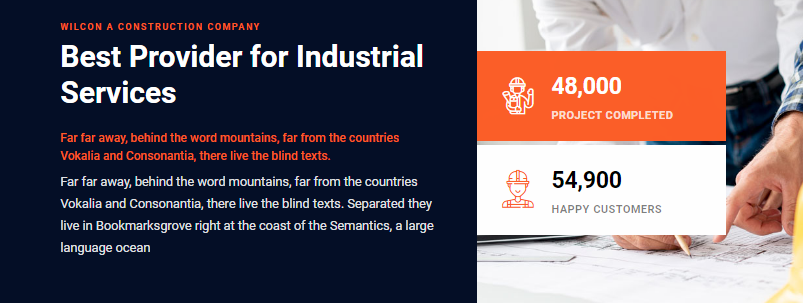 WILCON A CONSTRUCTION COMPANY
Best Provider for Industrial
Services
Far far away, behind the word mountains, far from the countries
Vokalia and Consonantia, there live the blind texts.
Far far away, behind the word mountains, far from the countries
Vokalia and Consonantia, there live the blind texts. Separated they
live in Bookmarksgrove right at the coast of the Semantics, a large
language ocean
48,000
PROJECT COMPLETED
54,900
HAPPY CUSTOMERS